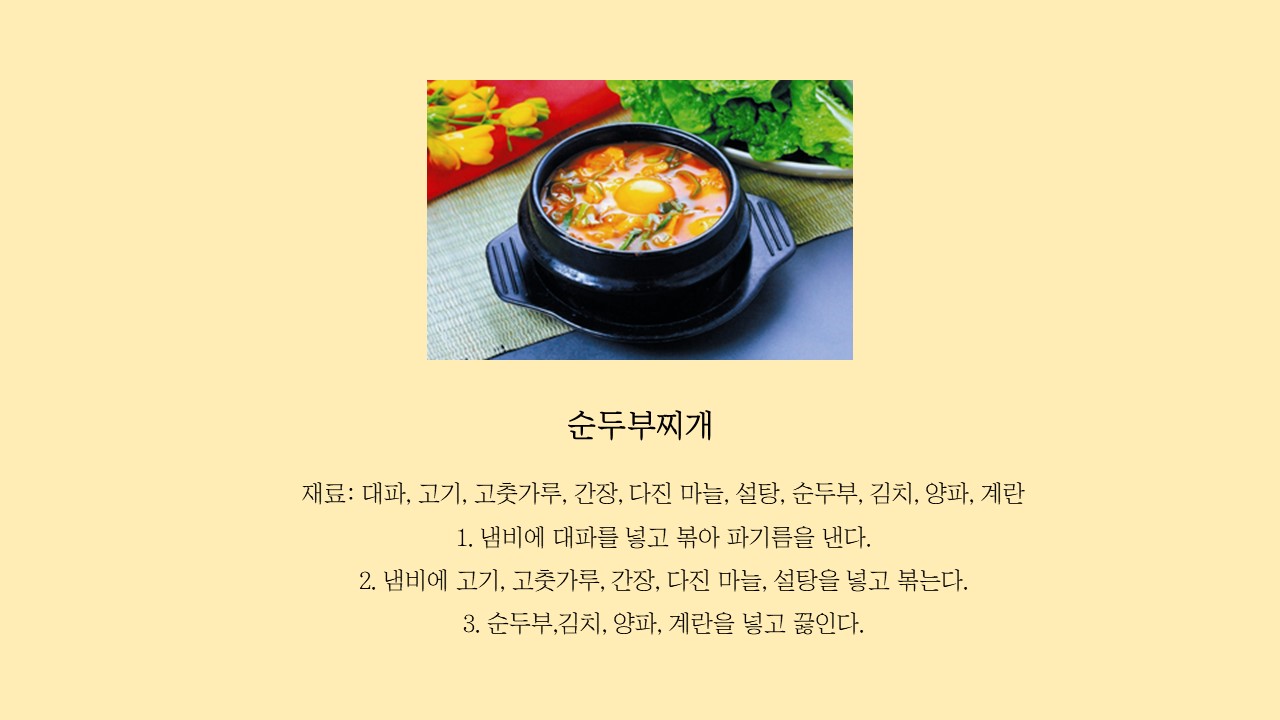 순두부찌개
재료: 대파, 고기, 고춧가루, 간장, 다진 마늘, 설탕, 순두부, 김치, 양파, 계란
1. 냄비에 대파를 넣고 볶아 파기름을 낸다.
2. 냄비에 고기, 고춧가루, 간장, 다진 마늘, 설탕을 넣고 볶는다.
3. 순두부,김치, 양파, 계란을 넣고 끓인다.